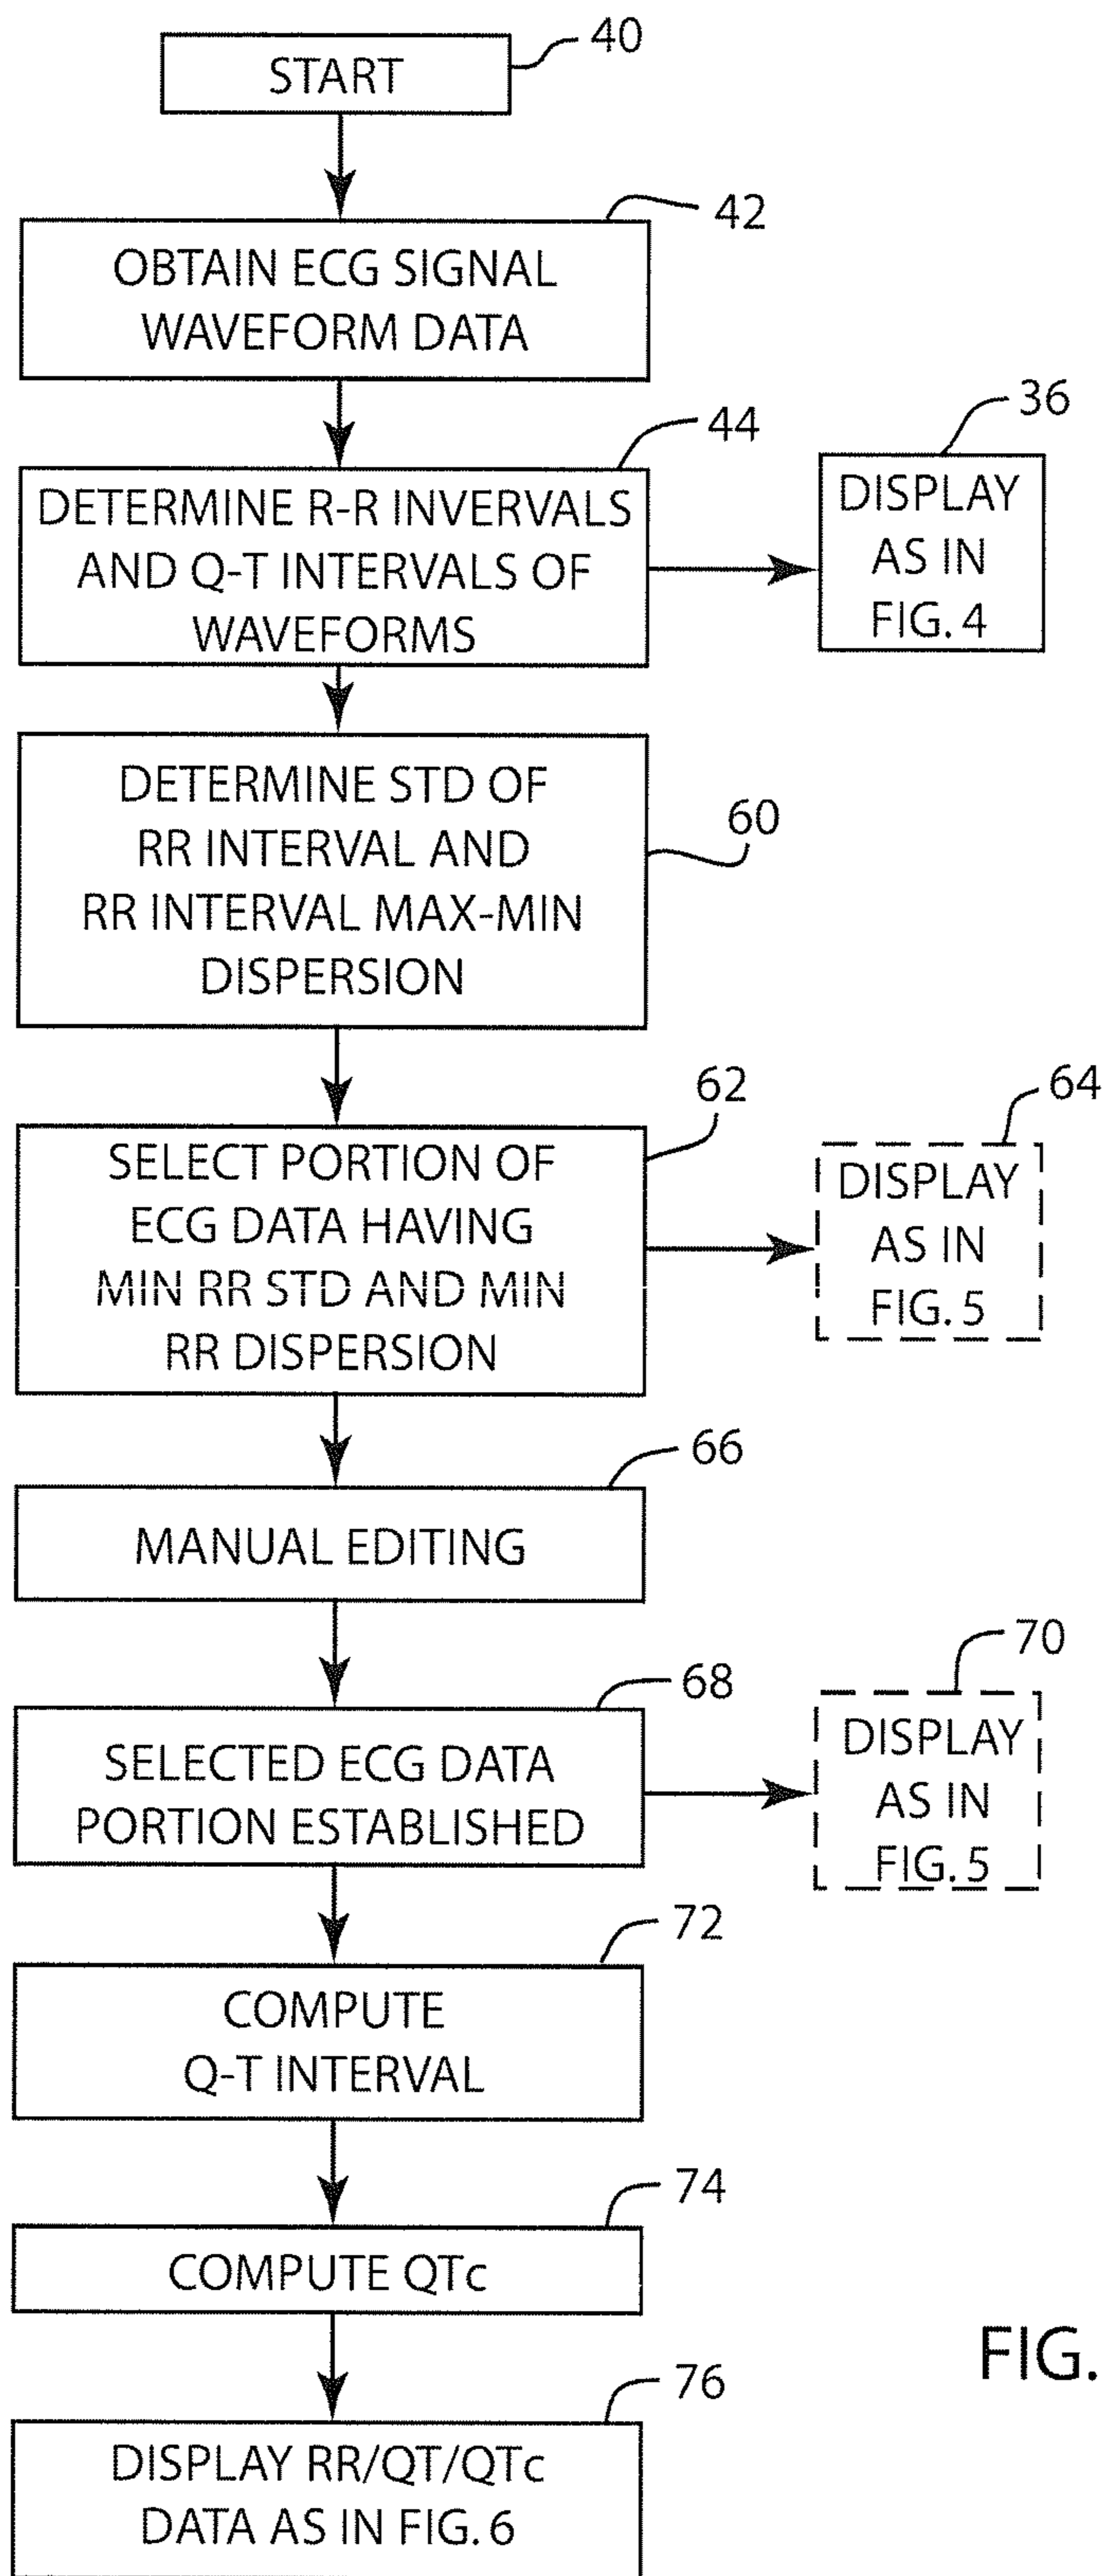 START
40
42
OBTAIN ECG SIGNAL
WAVEFORM DATA
44
36
DETERMINE R-R INVERVALS
AND Q-T INTERVALS OF
WAVEFORMS
DISPLAY
AS IN
FIG. 4
DETERMINE STD OF
RR INTERVAL AND
RR INTERVAL MAX-MIN
DISPERSION
60
62
64
SELECT PORTION OF
ECG DATA HAVING
MIN RR STD AND MIN
RR DISPERSION
DISPLAY
AS IN
FIG. 5
66
MANUAL EDITING
68
70
SELECTED ECG DATA
PORTION ESTABLISHED
DISPLAY
AS IN
FIG. 5
72
COMPUTE
Q-T INTERVAL
74
COMPUTE QTc
FIG.
76
DISPLAY RR/QT/QTc
DATA AS IN FIG. 6